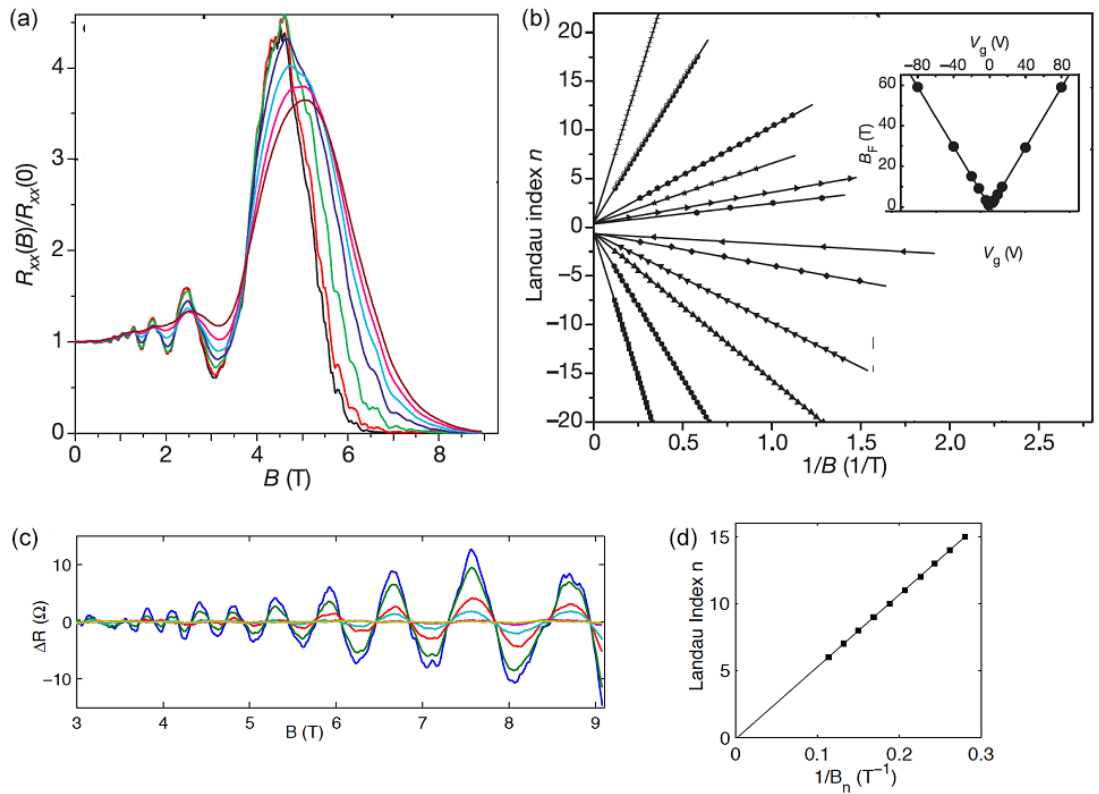 (a)
R_xx(B)/R_xx(0)
4
3
2
1
0
0 2 4 6 8
B (T)
(b)
Landau index n
20
15
10
5
0
−5
−10
−15
−20
0 0.5 1.0 1.5 2.0 2.5
1/B (1/T)
V_g (V)
V_g (V)
−80 −40 0 40 80
B_F (T)
60
40
20
0
(c)
ΔR (Ω)
10
0
−10
3 4 5 6 7 8 9
B (T)
(d)
Landau Index n
15
10
5
0
0.1 0.2 0.3
1/B_n (T⁻¹)